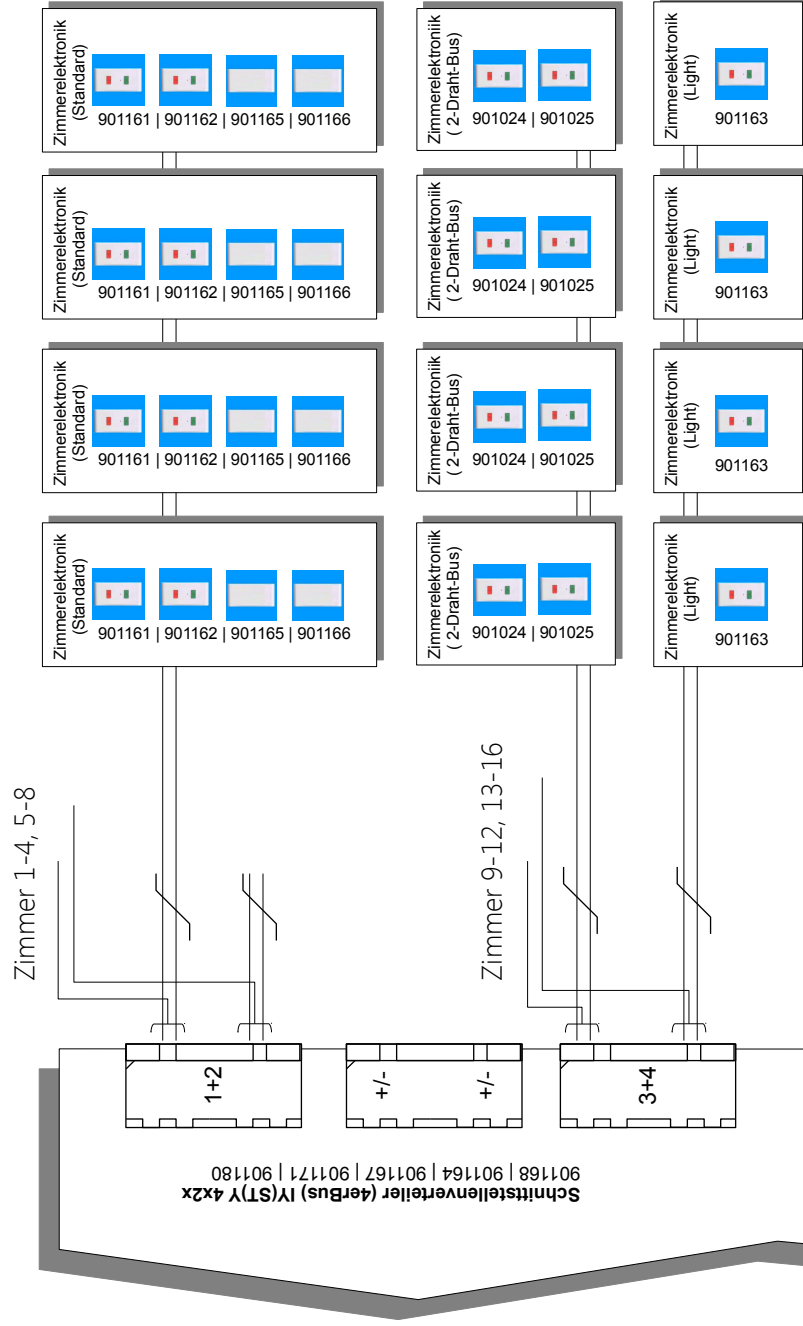 Zimmerelektronik
(Standard)
901161 | 901162 | 901165 | 901166
Zimmerelektronik
(Standard)
901161 | 901162 | 901165 | 901166
Zimmerelektronik
(Standard)
901161 | 901162 | 901165 | 901166
Zimmerelektronik
(Standard)
901161 | 901162 | 901165 | 901166
Zimmerelektroniik
( 2-Draht-Bus)
901024 | 901025
Zimmerelektroniik
( 2-Draht-Bus)
901024 | 901025
Zimmerelektroniik
( 2-Draht-Bus)
901024 | 901025
Zimmerelektroniik
( 2-Draht-Bus)
901024 | 901025
Zimmerelektronik
(Light)
901163
Zimmerelektronik
(Light)
901163
Zimmerelektronik
(Light)
901163
Zimmerelektronik
(Light)
901163
Zimmer 1-4, 5-8
Zimmer 9-12, 13-16
1+2
+/-
+/-
3+4
Schnittstellenverteiler (4erBus) IY(ST)Y 4x2x
901168 | 901164 | 901167 | 901171 | 901180